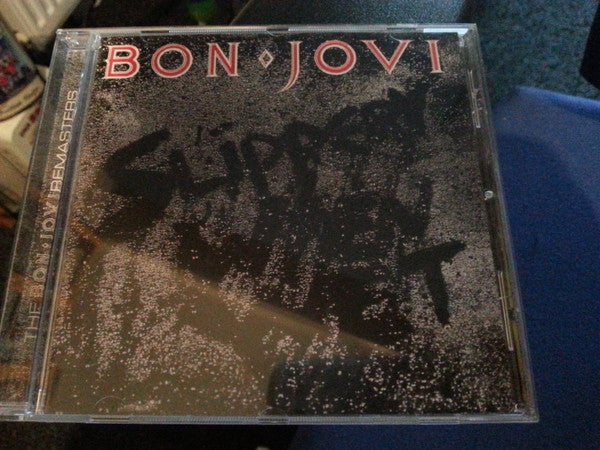 BON JOVI
SLIPPERY
WHEN
WET
THE BON JOVI REMASTERS